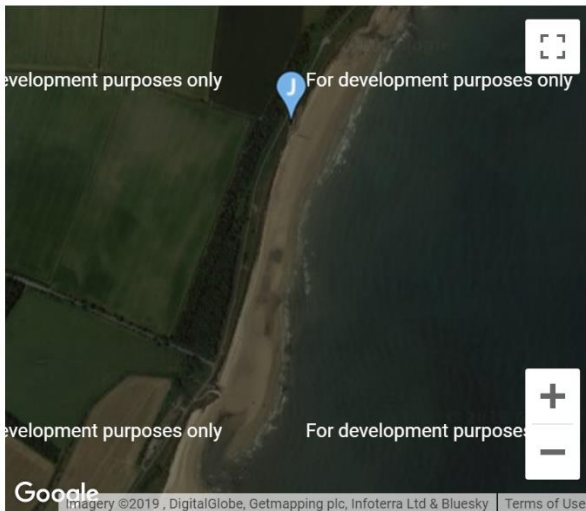 evelopment purposes only
For development purposes only
J
evelopment purposes only
For development purposes
Google
Imagery ©2019 , DigitalGlobe, Getmapping plc, Infoterra Ltd & Bluesky
Terms of Use